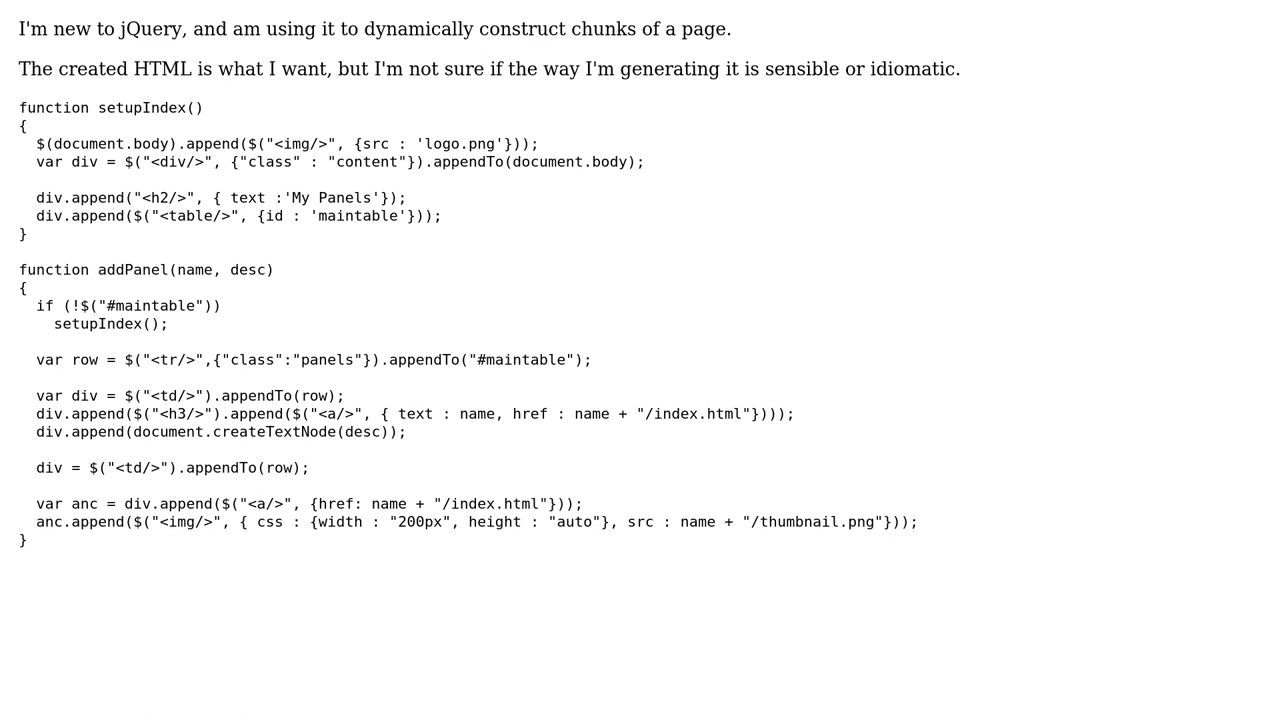 I'm new to jQuery, and am using it to dynamically construct chunks of a page.
The created HTML is what I want, but I'm not sure if the way I'm generating it is sensible or idiomatic.
function setupIndex()
{
  $(document.body).append($("<img/>", {src : 'logo.png'}));
  var div = $("<div/>", {"class" : "content"}).appendTo(document.body);

  div.append("<h2/>", { text :'My Panels'});
  div.append($("<table/>", {id : 'maintable'}));
}

function addPanel(name, desc)
{
  if (!$("#maintable"))
    setupIndex();

  var row = $("<tr/>",{"class":"panels"}).appendTo("#maintable");

  var div = $("<td/>").appendTo(row);
  div.append($("<h3/>").append($("<a/>", { text : name, href : name + "/index.html"})));
  div.append(document.createTextNode(desc));

  div = $("<td/>").appendTo(row);

  var anc = div.append($("<a/>", {href: name + "/index.html"}));
  anc.append($("<img/>", { css : {width : "200px", height : "auto"}, src : name + "/thumbnail.png"}));
}